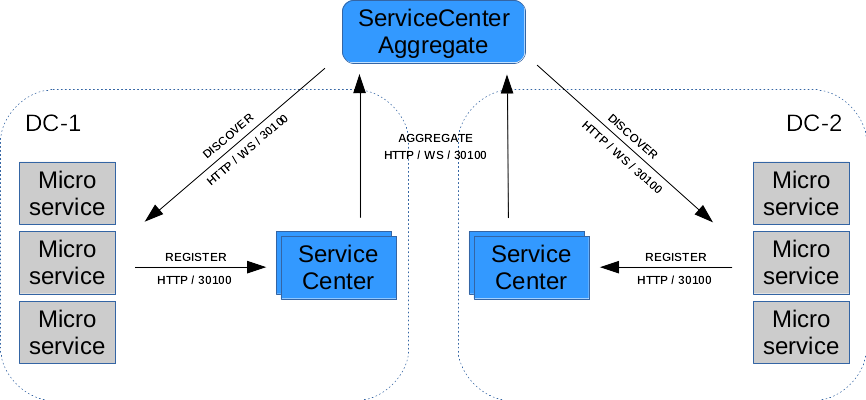 ServiceCenter
Aggregate
DC-1
DC-2
DISCOVER
HTTP / WS / 30100
AGGREGATE
HTTP / WS / 30100
DISCOVER
HTTP / WS / 30100
Micro
service
Micro
service
Micro
service
REGISTER
HTTP / 30100
Service
Center
Service
Center
REGISTER
HTTP / 30100
Micro
service
Micro
service
Micro
service